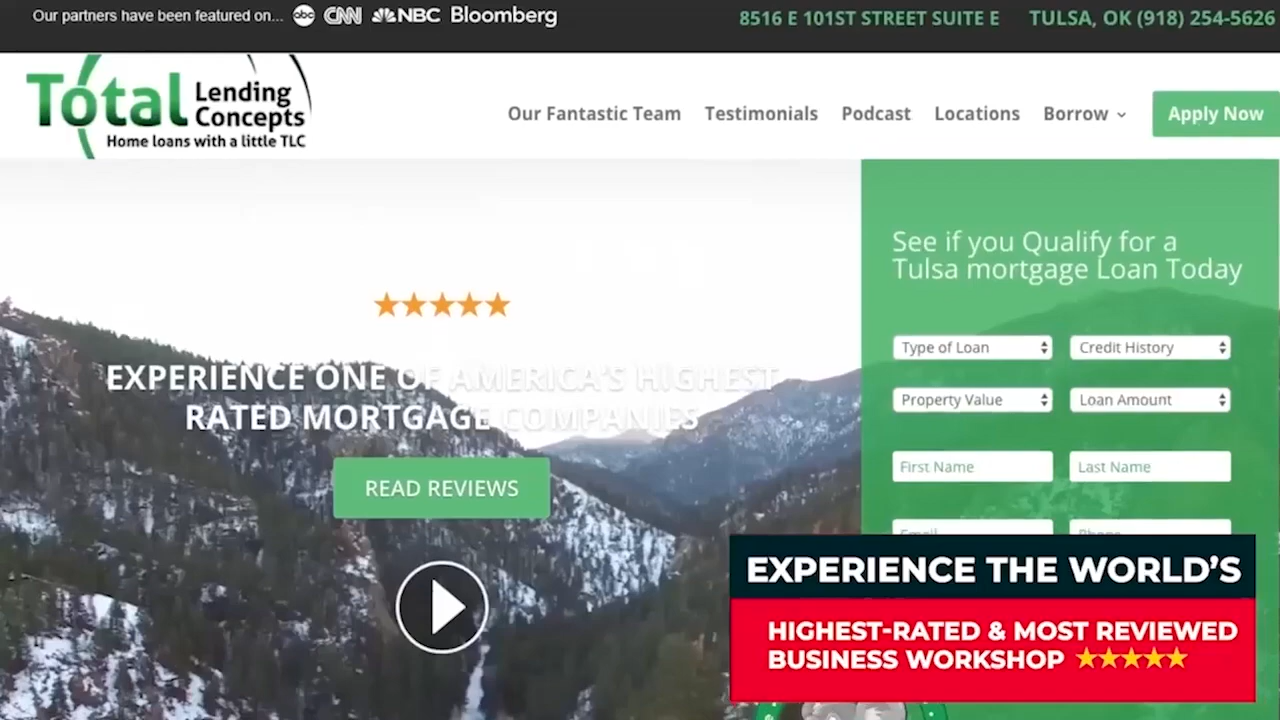 Our partners have been featured on... abc CNN NBC Bloomberg
8516 E 101ST STREET SUITE E TULSA, OK (918) 254-5626
Total Lending Concepts
Home loans with a little TLC
Our Fantastic Team Testimonials Podcast Locations Borrow Apply Now
EXPERIENCE ONE OF AMERICA'S HIGHEST
RATED MORTGAGE COMPANIES
READ REVIEWS
See if you Qualify for a
Tulsa mortgage Loan Today
Type of Loan Credit History
Property Value Loan Amount
First Name Last Name
Email Phone
EXPERIENCE THE WORLD'S
HIGHEST-RATED & MOST REVIEWED
BUSINESS WORKSHOP